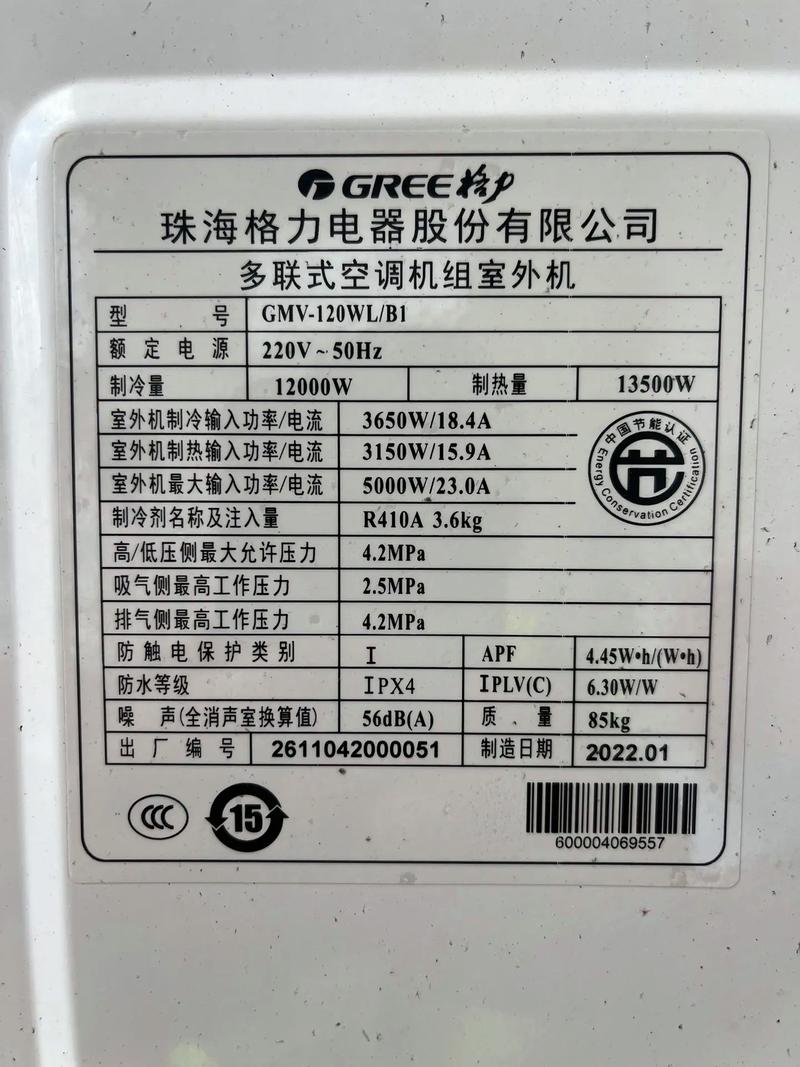 GREE格力
珠海格力电器股份有限公司
多联式空调机组室外机
型 号 GMV-120WL/B1
额 定 电 源 220V ~ 50Hz
制冷量 12000W 制热量 13500W
室外机制冷输入功率/电流 3650W/18.4A
室外机制热输入功率/电流 3150W/15.9A
室外机最大输入功率/电流 5000W/23.0A
中国节能认证
Energy Conservation Certification
制冷剂名称及注入量 R410A 3.6kg
高/低压侧最大允许压力 4.2MPa
吸气侧最高工作压力 2.5MPa
排气侧最高工作压力 4.2MPa
防触电保护类别 I APF 4.45W•h/(W•h)
防水等级 IPX4 IPLV(C) 6.30W/W
噪 声(全消声室换算值) 56dB(A) 质 量 85kg
出 厂 编 号 2611042000051 制造日期 2022.01
CCC 15
600004069557